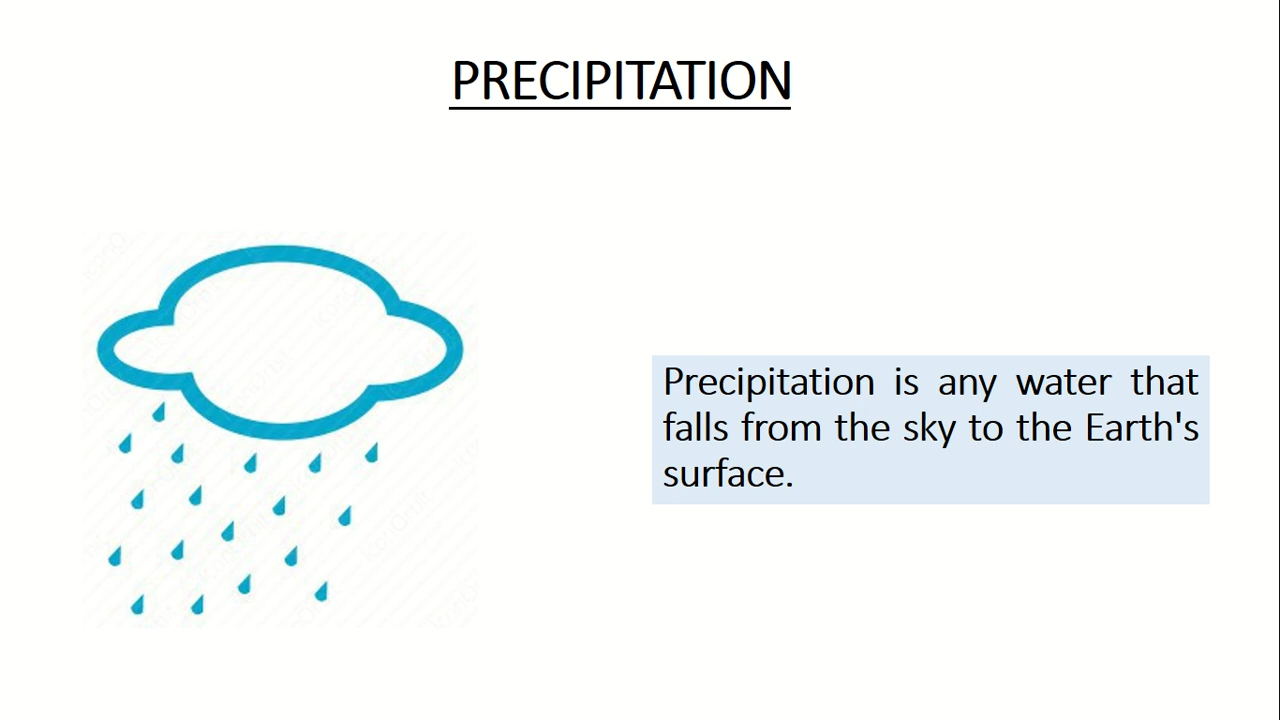 PRECIPITATION
Precipitation is any water that
falls from the sky to the Earth's
surface.